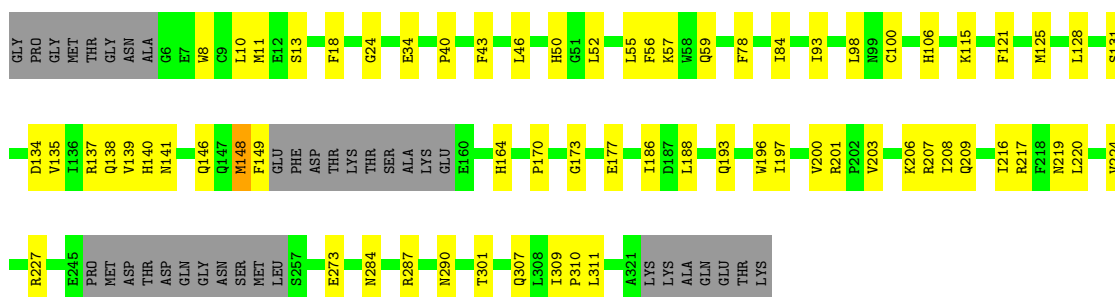 GLY PRO GLY MET THR GLY ASN ALA G6 E7 W8 C9 L10 M11 E12 S13 F18 G24 E34 P40 F43 L46 H50 G51 L52 L55 F56 K57 W58 Q59 F78 I84 I93 L98 N99 C100 H106 K115 F121 M125 L128 S131
D134 V135 I136 R137 Q138 V139 H140 N141 Q146 Q147 M148 F149 GLU PHE ASP THR LYS THR SER ALA LYS GLU E160 H164 P170 G173 E177 I186 D187 L188 Q193 W196 I197 V200 R201 P202 V203 K206 R207 I208 Q209 I216 R217 F218 N219 L220
R227 E245 PRO MET ASP THR ASP GLN GLY ASN SER MET LEU S257 E273 N284 R287 N290 T301 Q307 L308 I309 P310 L311 A321 LYS LYS ALA GLN GLU THR LYS